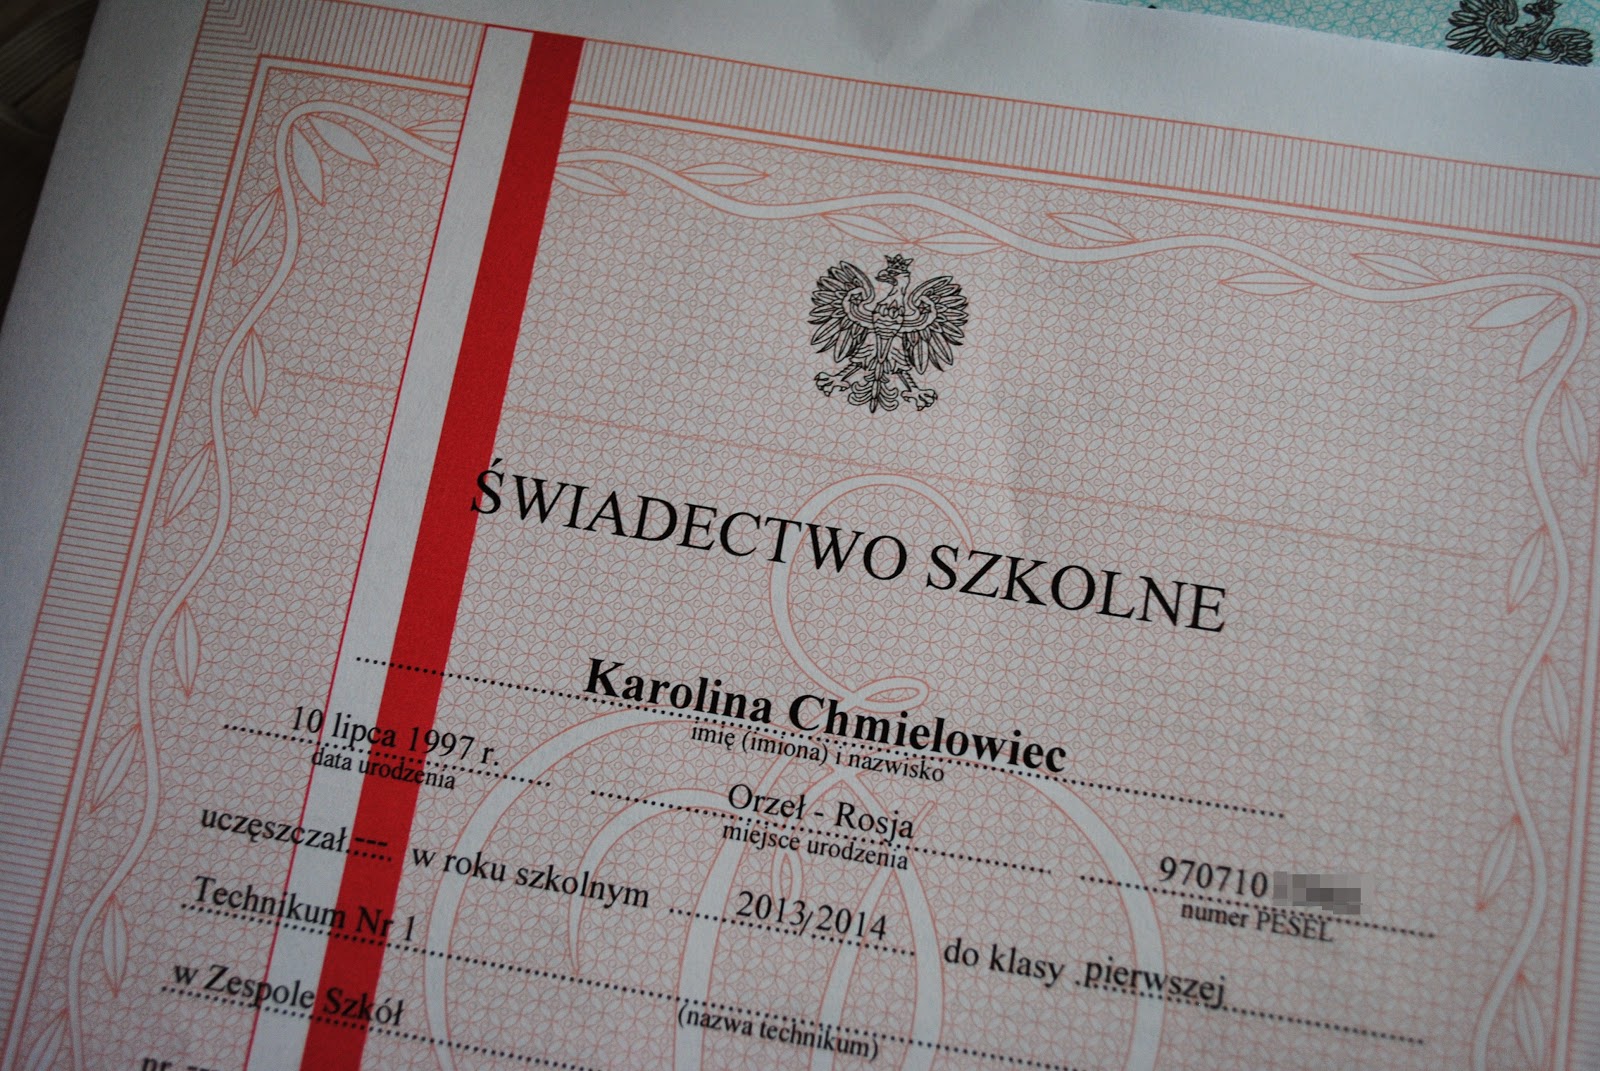 ŚWIADECTWO SZKOLNE
Karolina Chmielowiec
imię (imiona) i nazwisko
10 lipca 1997 r.
data urodzenia
Orzeł - Rosja
miejsce urodzenia
970710
numer PESEL
uczęszczał --- w roku szkolnym 2013/2014 do klasy pierwszej
Technikum Nr 1
(nazwa technikum)
w Zespole Szkół
nr